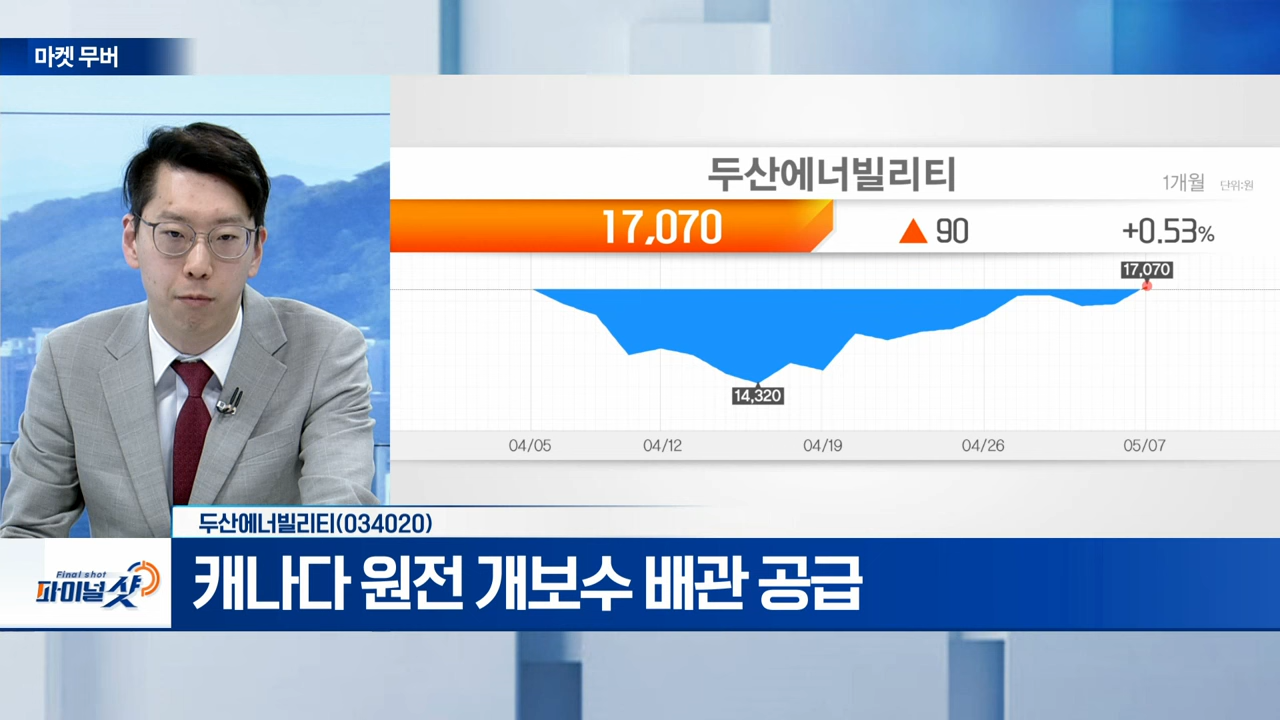 마켓 무버
두산에너빌리티
1개월 단위:원
17,070 ▲ 90 +0.53%
17,070
14,320
04/05 04/12 04/19 04/26 05/07
두산에너빌리티(034020)
Final shot
파이널샷
캐나다 원전 개보수 배관 공급